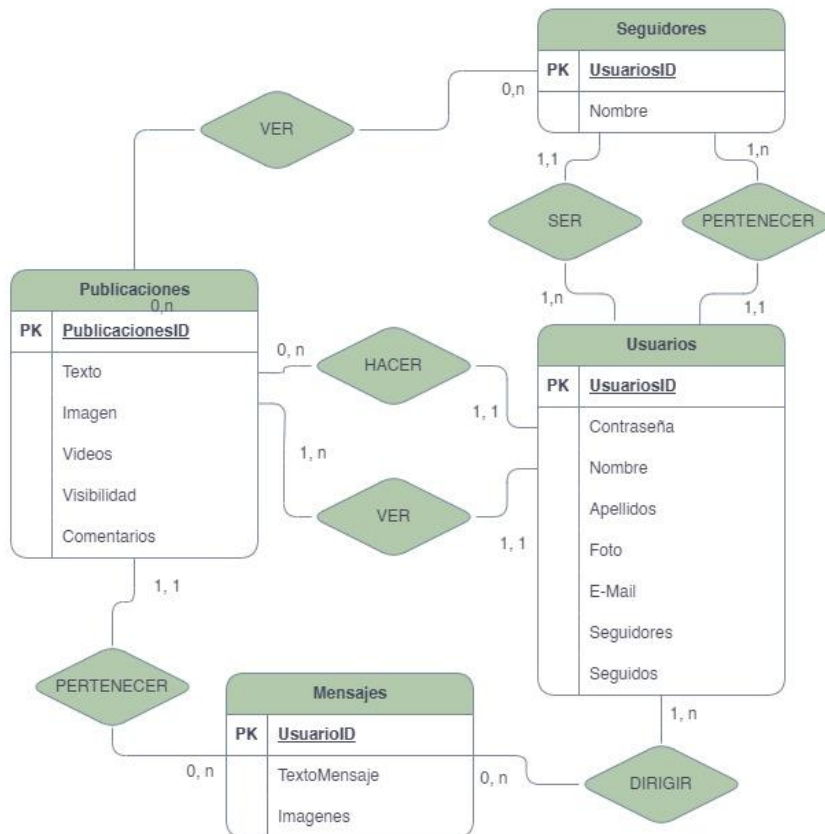 Seguidores
PK UsuariosID
Nombre
VER
0,n
1,1
1,n
SER
PERTENECER
1,n
1,1
Publicaciones
0,n
PK PublicacionesID
Texto
Imagen
Videos
Visibilidad
Comentarios
0, n
HACER
1, 1
1, n
VER
1, 1
Usuarios
PK UsuariosID
Contraseña
Nombre
Apellidos
Foto
E-Mail
Seguidores
Seguidos
1, 1
PERTENECER
0, n
Mensajes
PK UsuarioID
TextoMensaje
Imagenes
0, n
1, n
DIRIGIR